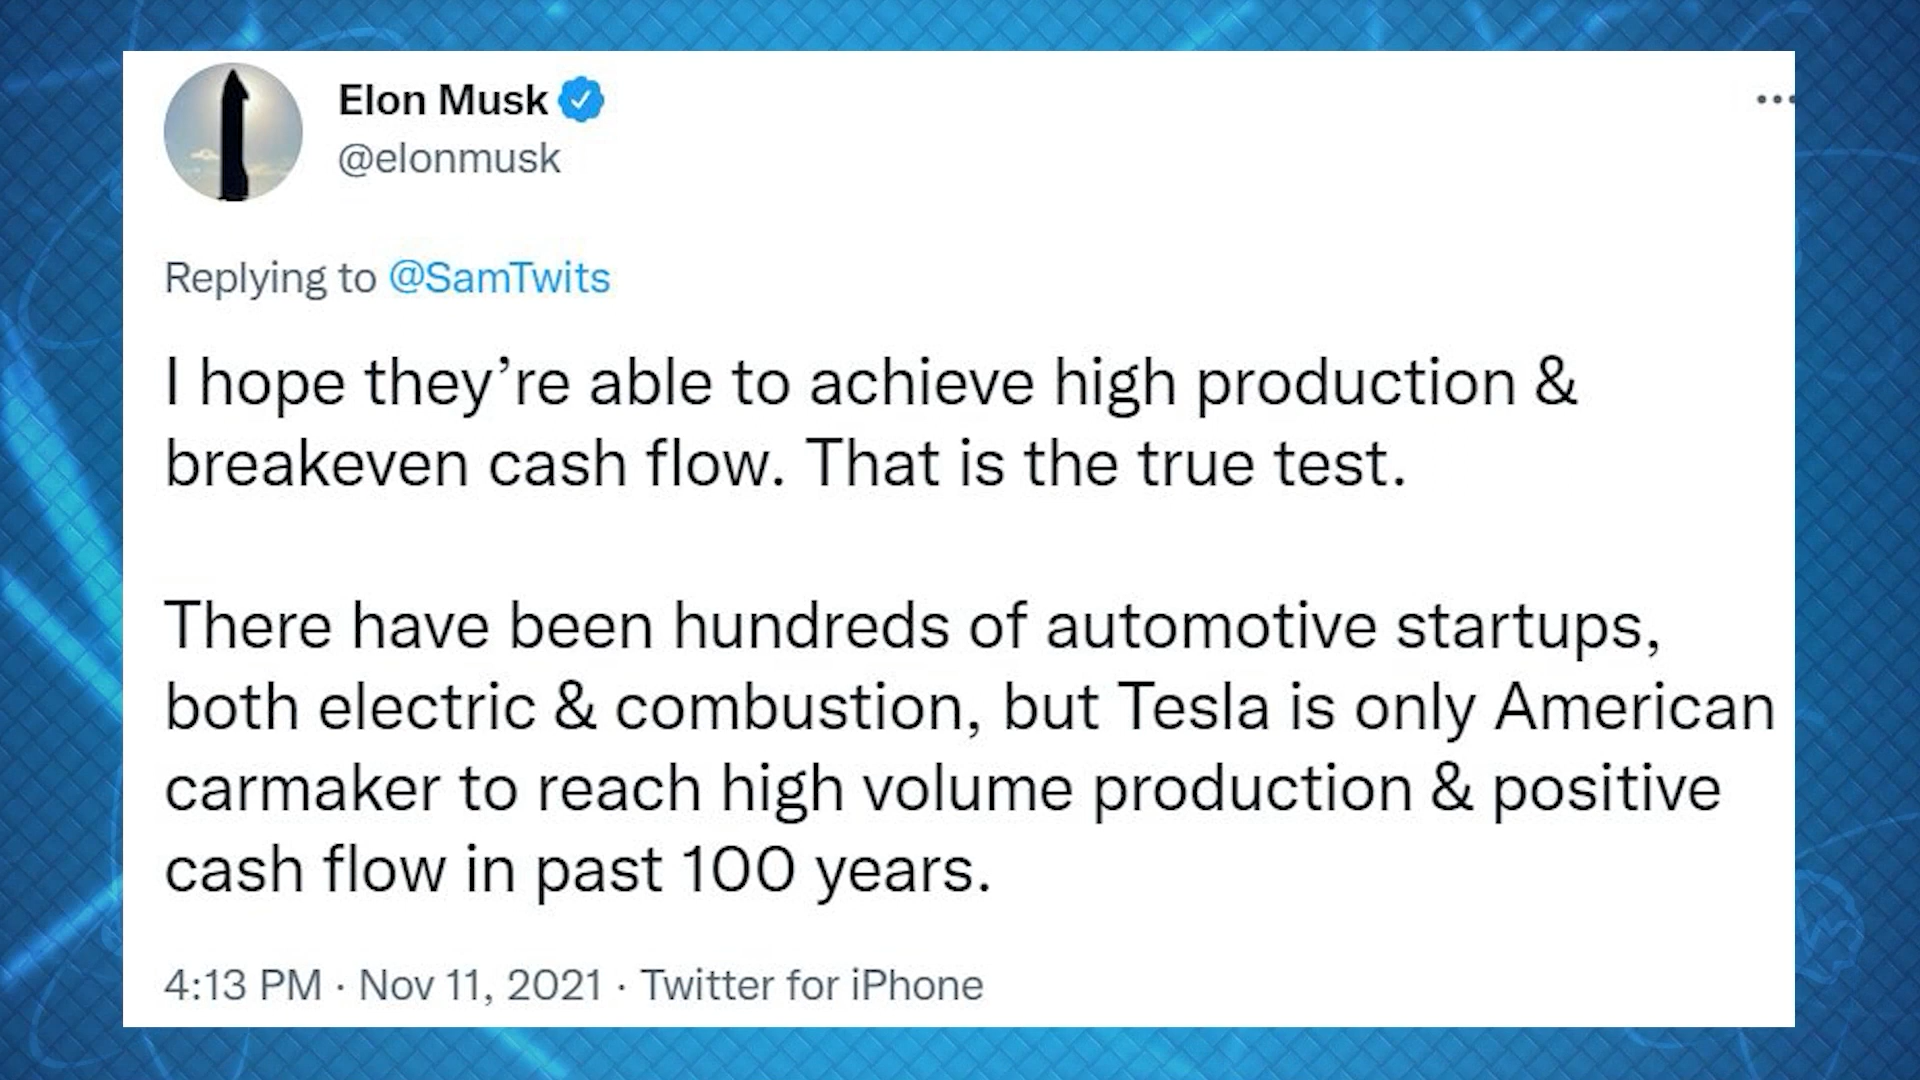 Elon Musk
@elonmusk
Replying to @SamTwits
I hope they’re able to achieve high production &
breakeven cash flow. That is the true test.
There have been hundreds of automotive startups,
both electric & combustion, but Tesla is only American
carmaker to reach high volume production & positive
cash flow in past 100 years.
4:13 PM · Nov 11, 2021 · Twitter for iPhone